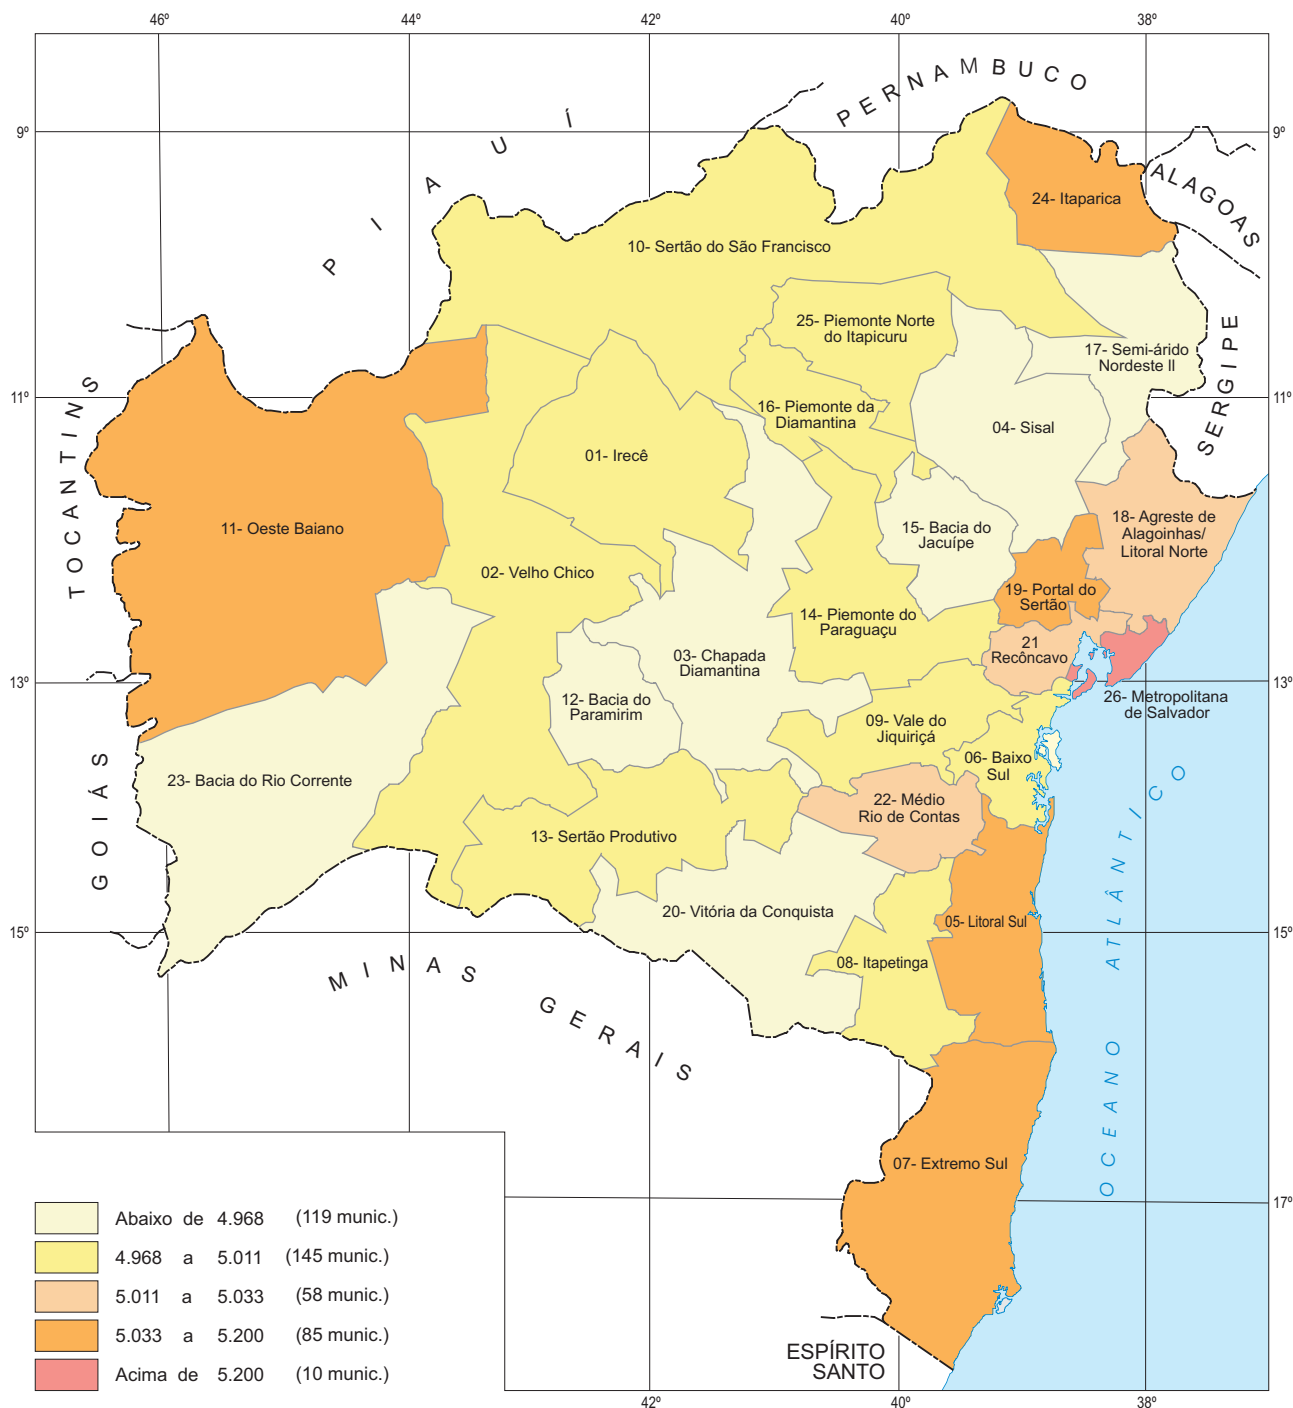 46º 44º 42º 40º 38º
PERNAMBUCO
PIAUÍ
9º 9º
ALAGOAS
24- Itaparica
10- Sertão do São Francisco
25- Piemonte Norte
do Itapicuru
17- Semi-árido
Nordeste II
SERGIPE
11º 11º
TOCANTINS
16- Piemonte da
Diamantina
04- Sisal
01- Irecê
11- Oeste Baiano
15- Bacia do
Jacuípe
18- Agreste de
Alagoinhas/
Litoral Norte
02- Velho Chico
19- Portal do
Sertão
14- Piemonte do
Paraguaçu
21
Recôncavo
03- Chapada
Diamantina
13º 13º
12- Bacia do
Paramirim
26- Metropolitana
de Salvador
09- Vale do
Jiquiriçá
06- Baixo
Sul
GOIÁS
23- Bacia do Rio Corrente
22- Médio
Rio de Contas
13- Sertão Produtivo
20- Vitória da Conquista
05- Litoral Sul
15º 15º
08- Itapetinga
MINAS GERAIS
OCEANO ATLÂNTICO
07- Extremo Sul
17º
Abaixo de 4.968 (119 munic.)
4.968 a 5.011 (145 munic.)
5.011 a 5.033 (58 munic.)
5.033 a 5.200 (85 munic.)
Acima de 5.200 (10 munic.)
ESPÍRITO
SANTO
42º 40º 38º